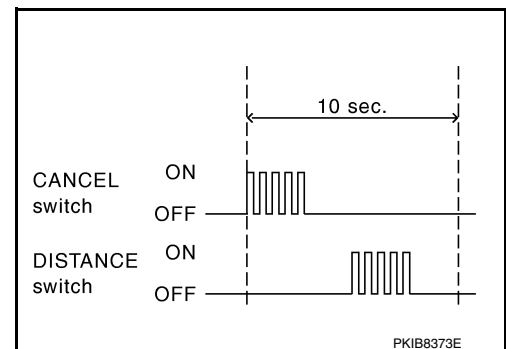 10 sec.
CANCEL
switch
ON
OFF
DISTANCE
switch
ON
OFF
PKIB8373E